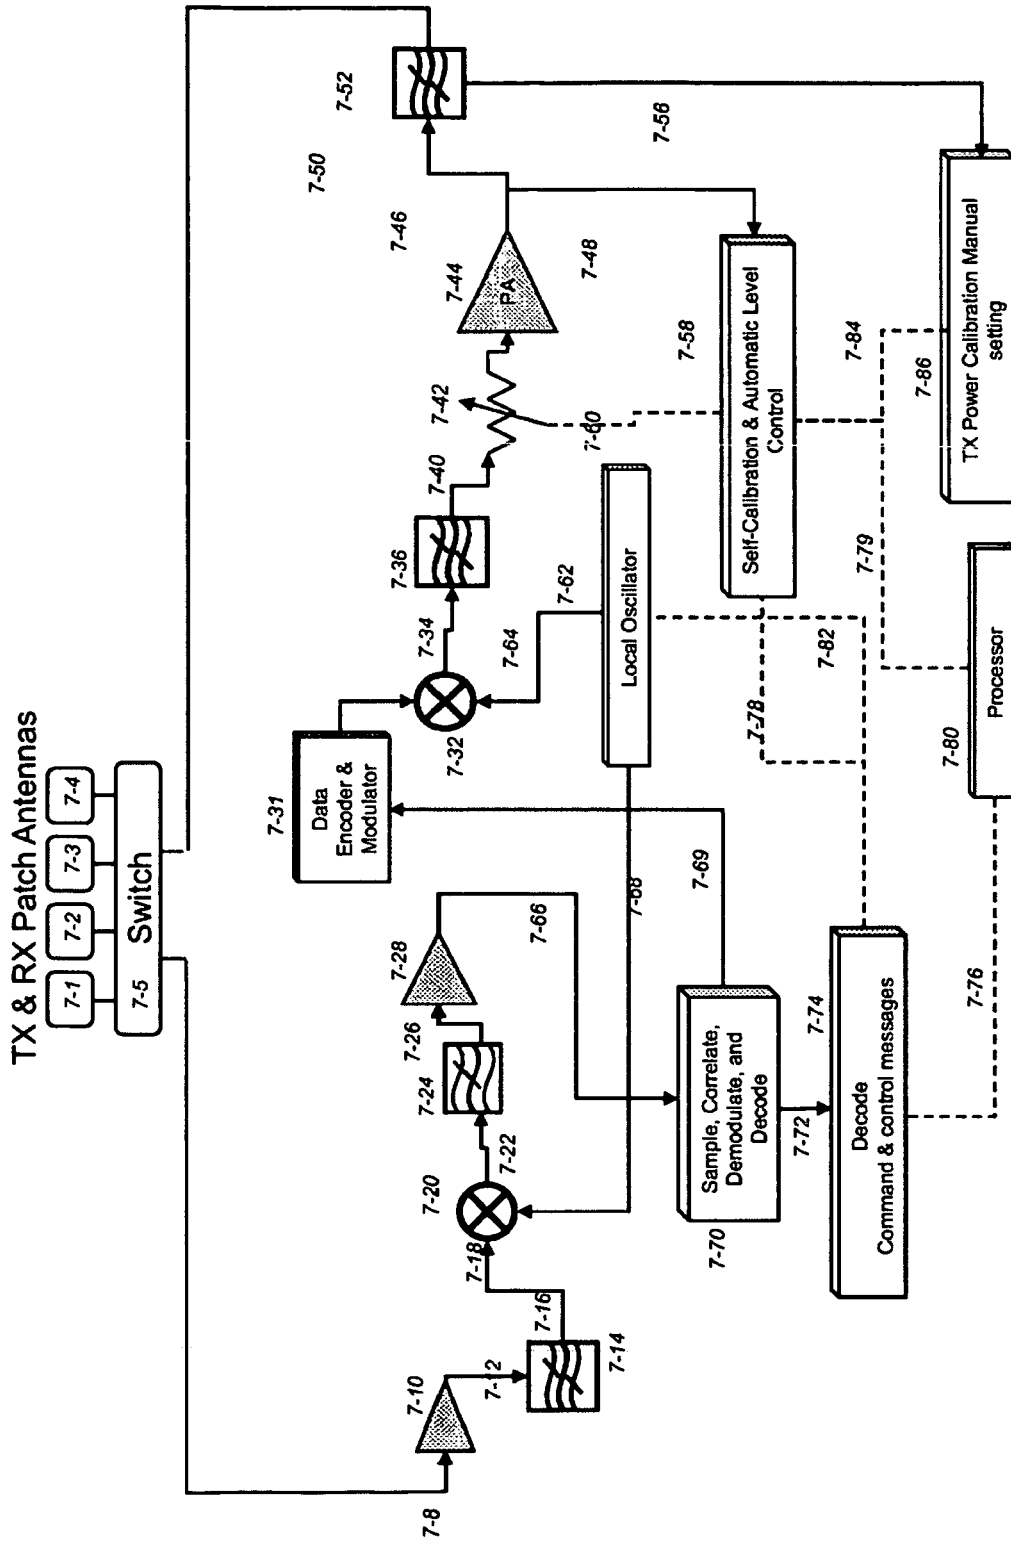 TX & RX Patch Antennas
7-1
7-2
7-3
7-4
7-5
Switch
7-8
7-10
7-12
7-14
7-16
7-18
7-20
7-22
7-24
7-26
7-28
7-31
Data
Encoder &
Modulator
7-32
7-34
7-36
7-40
7-42
7-44
PA
7-46
7-48
7-50
7-52
7-56
7-58
Self-Calibration & Automatic Level
Control
7-60
7-62
7-64
Local Oscillator
7-66
7-68
7-69
7-70
Sample, Correlate,
Demodulate, and
Decode
7-72
7-74
Decode
Command & control messages
7-76
7-78
7-79
7-80
Processor
7-82
7-84
7-86
TX Power Calibration Manual
setting